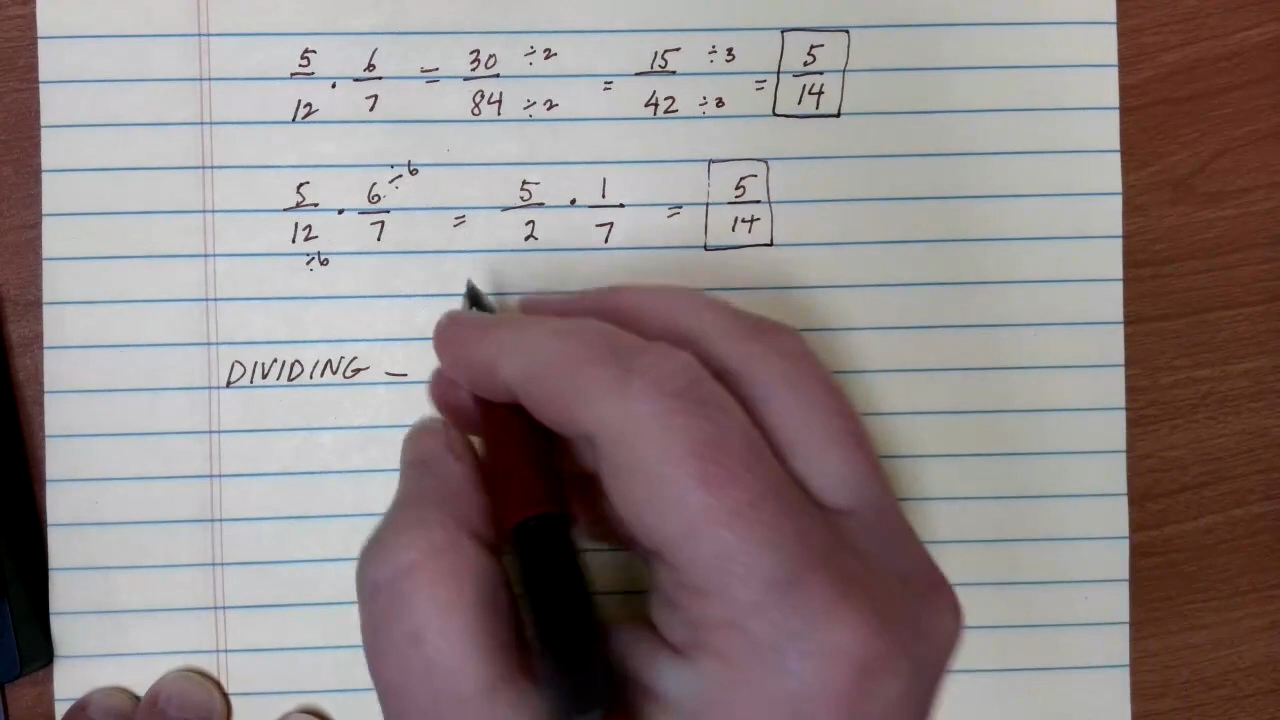 5/12 · 6/7 = 30/84 ÷2 ÷2 = 15/42 ÷3 ÷3 = 5/14
5/12 ÷6 · 6/7 ÷6 = 5/2 · 1/7 = 5/14
DIVIDING –